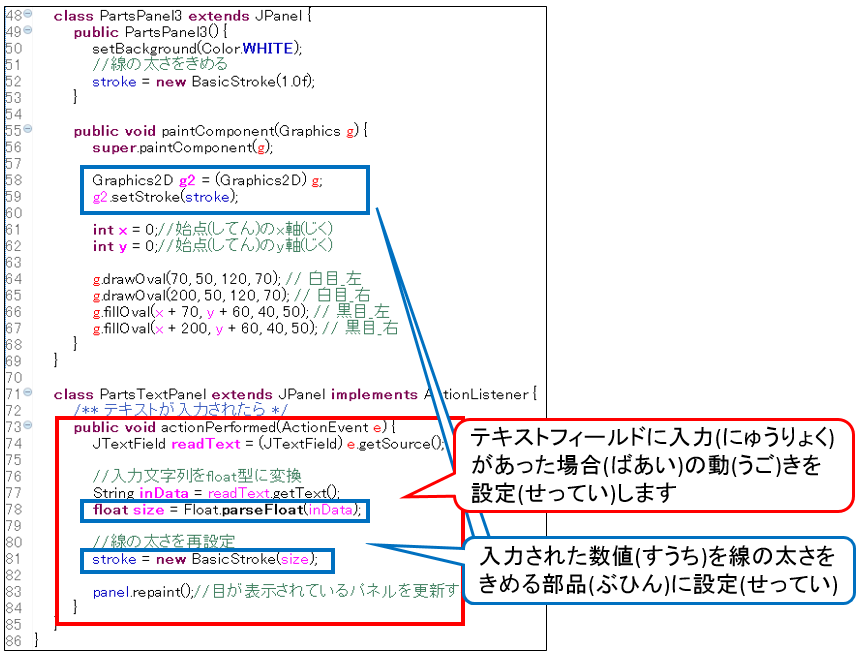 48 class PartsPanel3 extends JPanel {
49 public PartsPanel3() {
50 setBackground(Color.WHITE);
51 //線の太さをきめる
52 stroke = new BasicStroke(1.0f);
53 }
54
55 public void paintComponent(Graphics g) {
56 super.paintComponent(g);
57
58 Graphics2D g2 = (Graphics2D) g;
59 g2.setStroke(stroke);
60
61 int x = 0;//始点(してん)のx軸(じく)
62 int y = 0;//始点(してん)のy軸(じく)
63
64 g.drawOval(70, 50, 120, 70); // 白目_左
65 g.drawOval(200, 50, 120, 70); // 白目_右
66 g.fillOval(x + 70, y + 60, 40, 50); // 黒目_左
67 g.fillOval(x + 200, y + 60, 40, 50); // 黒目_右
68 }
69 }
70
71 class PartsTextPanel extends JPanel implements ActionListener {
72 /** テキストが入力されたら */
73 public void actionPerformed(ActionEvent e) {
74 JTextField readText = (JTextField) e.getSource();
75
76 //入力文字列をfloat型に変換
77 String inData = readText.getText();
78 float size = Float.parseFloat(inData);
79
80 //線の太さを再設定
81 stroke = new BasicStroke(size);
82
83 panel.repaint();//目が表示されているパネルを更新す
84 }
85 }
86 }
テキストフィールドに入力(にゅうりょく)
があった場合(ばあい)の動(うご)きを
設定(せってい)します
入力された数値(すうち)を線の太さを
きめる部品(ぶひん)に設定(せってい)